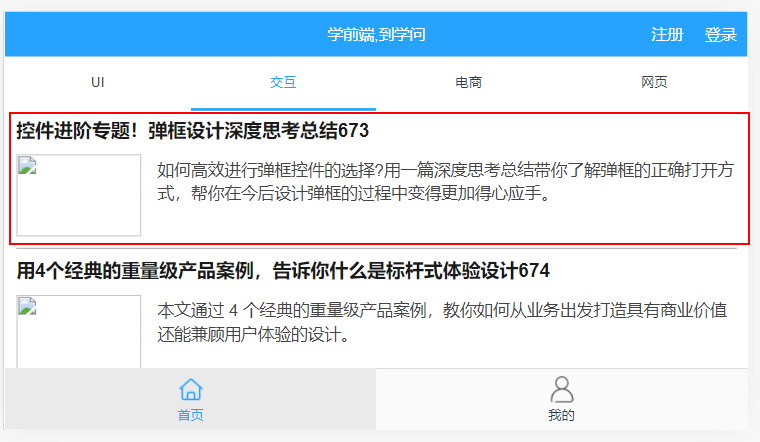 学前端,到学问
注册 登录
UI 交互 电商 网页
控件进阶专题！弹框设计深度思考总结673
如何高效进行弹框控件的选择?用一篇深度思考总结带你了解弹框的正确打开方
式，帮你在今后设计弹框的过程中变得更加得心应手。
用4个经典的重量级产品案例，告诉你什么是标杆式体验设计674
本文通过 4 个经典的重量级产品案例，教你如何从业务出发打造具有商业价值
还能兼顾用户体验的设计。
首页 我的